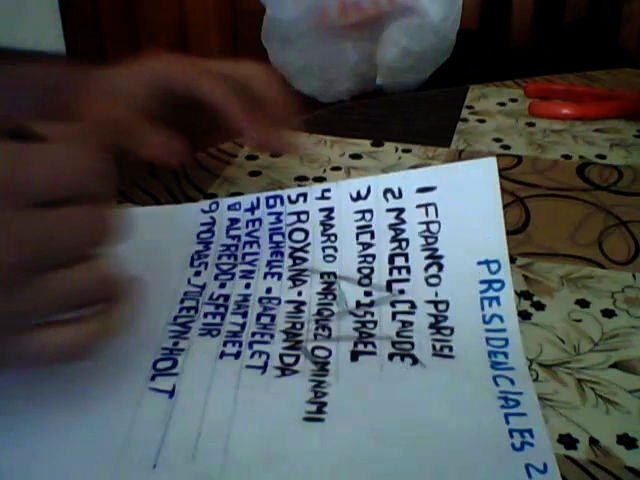 PRESIDENCIALES 2
1 FRANCO-PARISI
2 MARCEL-CLAUDE
3 RICARDO-ISRAEL
4 MARCO ENRIQUEZ OMINAMI
5 ROXANA-MIRANDA
6 MICHELLE-BACHELET
7 EVELYN-MATTHEI
8 ALFREDO-SFEIR
9 TOMAS-JOCELYN-HOLT